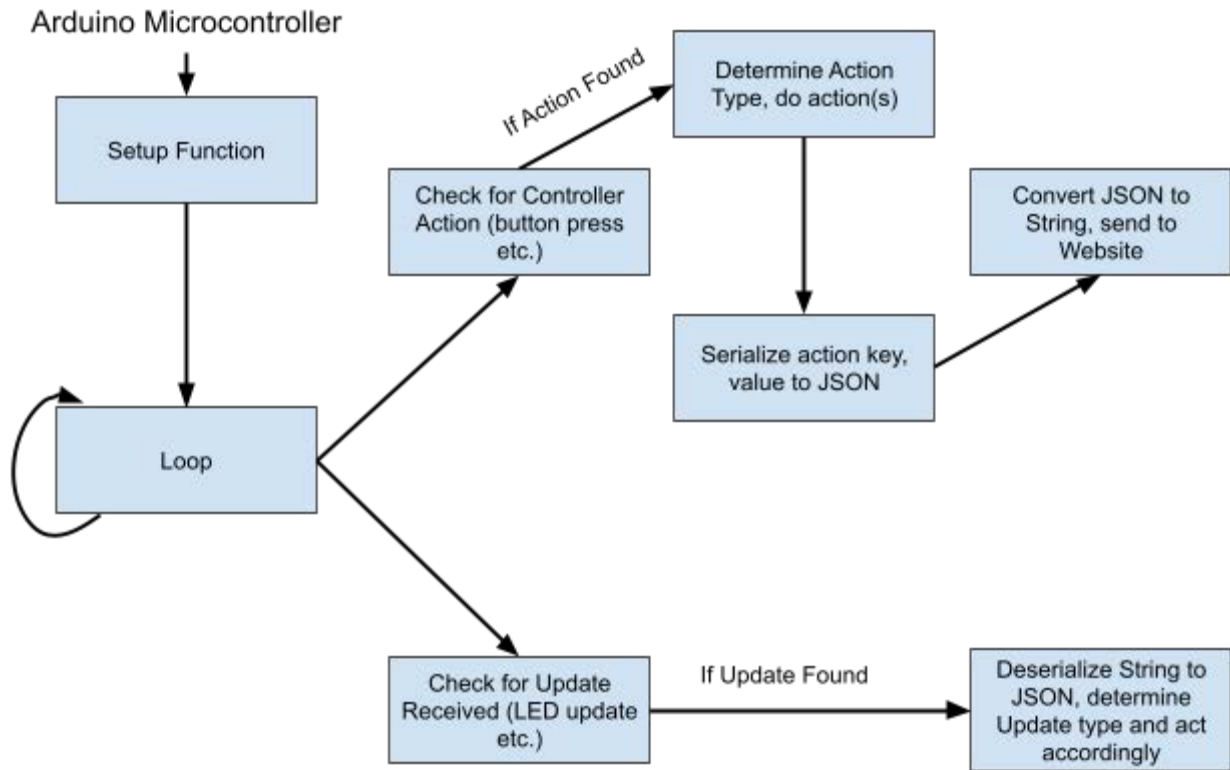 Arduino Microcontroller
Setup Function
Loop
Check for Controller
Action (button press
etc.)
If Action Found
Determine Action
Type, do action(s)
Serialize action key,
value to JSON
Convert JSON to
String, send to
Website
Check for Update
Received (LED update
etc.)
If Update Found
Deserialize String to
JSON, determine
Update type and act
accordingly